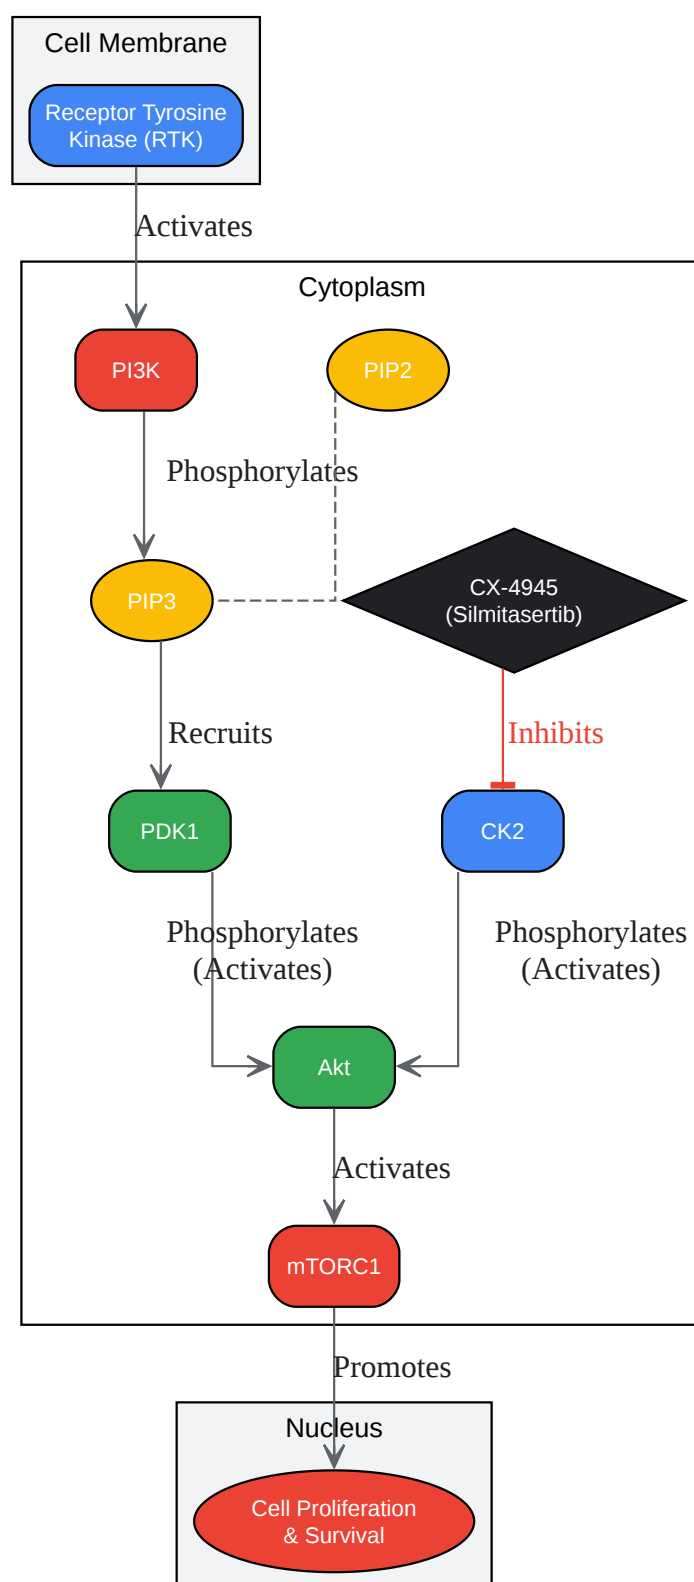 Cell Membrane
Receptor Tyrosine
Kinase (RTK)
Activates
Cytoplasm
PI3K
PIP2
Phosphorylates
PIP3
CX-4945
(Silmitasertib)
Recruits
Inhibits
PDK1
CK2
Phosphorylates
(Activates)
Phosphorylates
(Activates)
Akt
Activates
mTORC1
Promotes
Nucleus
Cell Proliferation
& Survival